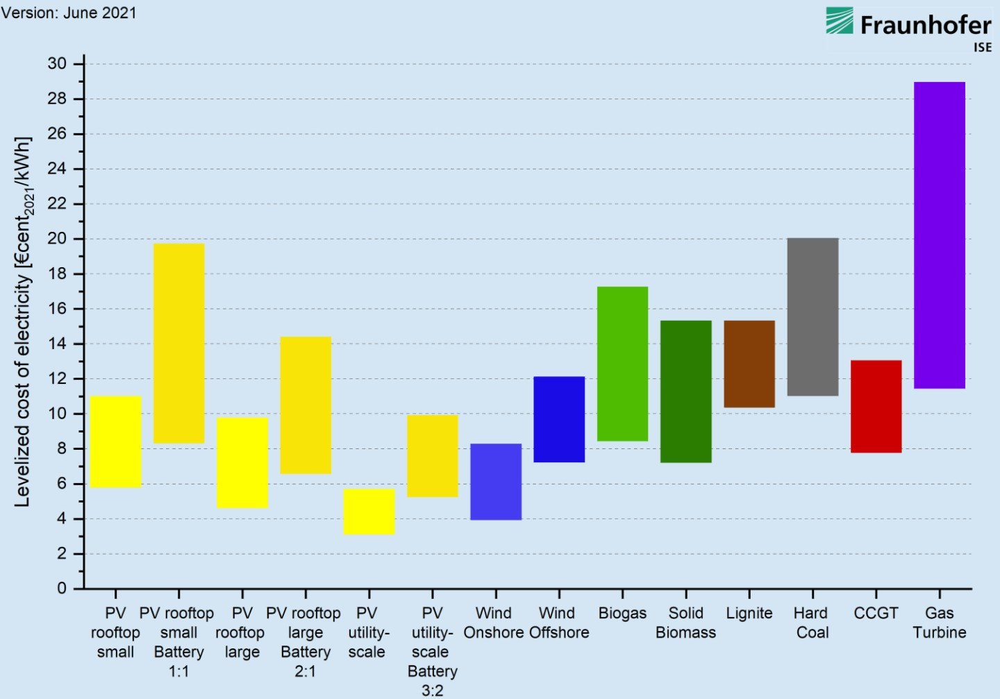 Version: June 2021
Fraunhofer
ISE
Levelized cost of electricity [€cent2021/kWh]
30
28
26
24
22
20
18
16
14
12
10
8
6
4
2
0
PV
rooftop
small
PV rooftop
small
Battery
1:1
PV
rooftop
large
PV rooftop
large
Battery
2:1
PV
utility-
scale
PV
utility-
scale
Battery
3:2
Wind
Onshore
Wind
Offshore
Biogas
Solid
Biomass
Lignite
Hard
Coal
CCGT
Gas
Turbine